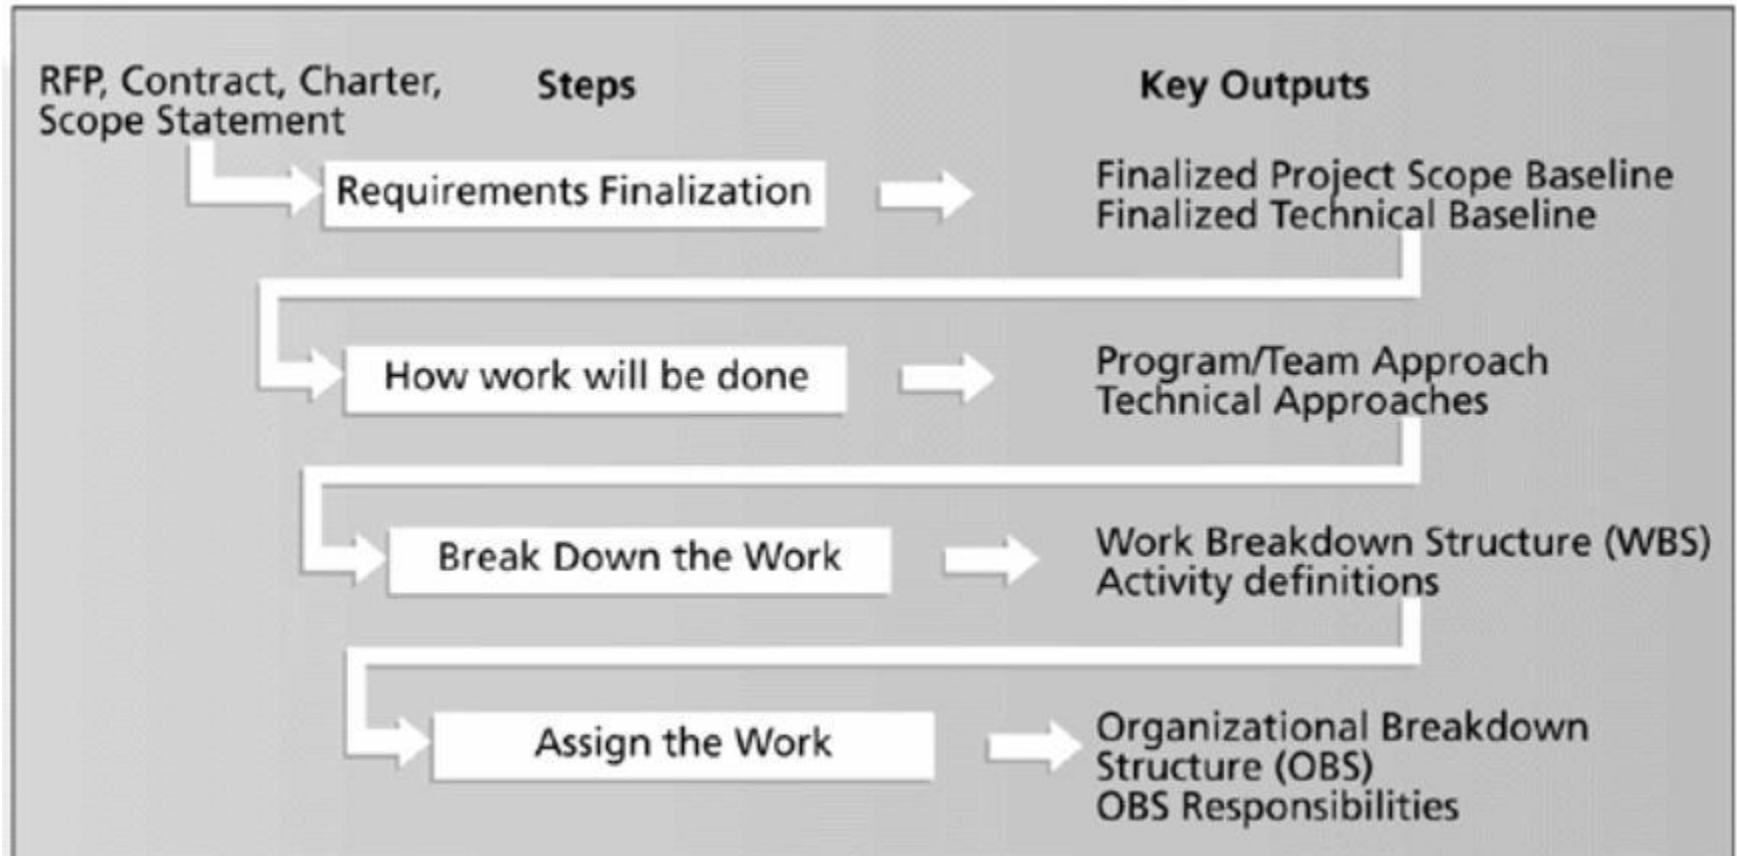 RFP, Contract, Charter,
Scope Statement
Steps
Key Outputs
Requirements Finalization
Finalized Project Scope Baseline
Finalized Technical Baseline
How work will be done
Program/Team Approach
Technical Approaches
Break Down the Work
Work Breakdown Structure (WBS)
Activity definitions
Assign the Work
Organizational Breakdown
Structure (OBS)
OBS Responsibilities